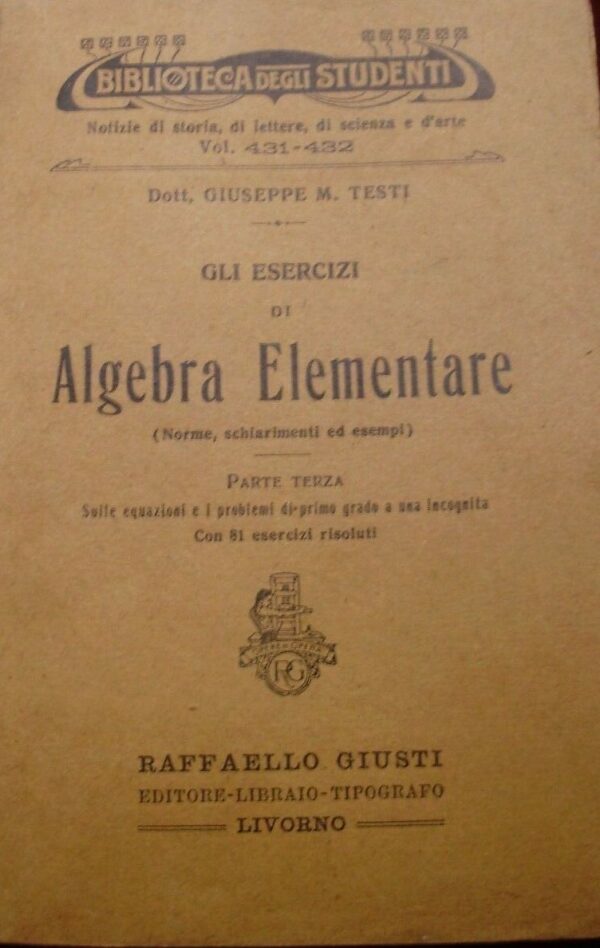 BIBLIOTECA DEGLI STUDENTI
Notizie di storia, di lettere, di scienza e d'arte
Vol. 431-432
Dott. GIUSEPPE M. TESTI
GLI ESERCIZI
DI
Algebra Elementare
(Norme, schiarimenti ed esempi)
PARTE TERZA
Sulle equazioni e i problemi di primo grado a una incognita
Con 81 esercizi risoluti
RG
RAFFAELLO GIUSTI
EDITORE-LIBRAIO-TIPOGRAFO
LIVORNO